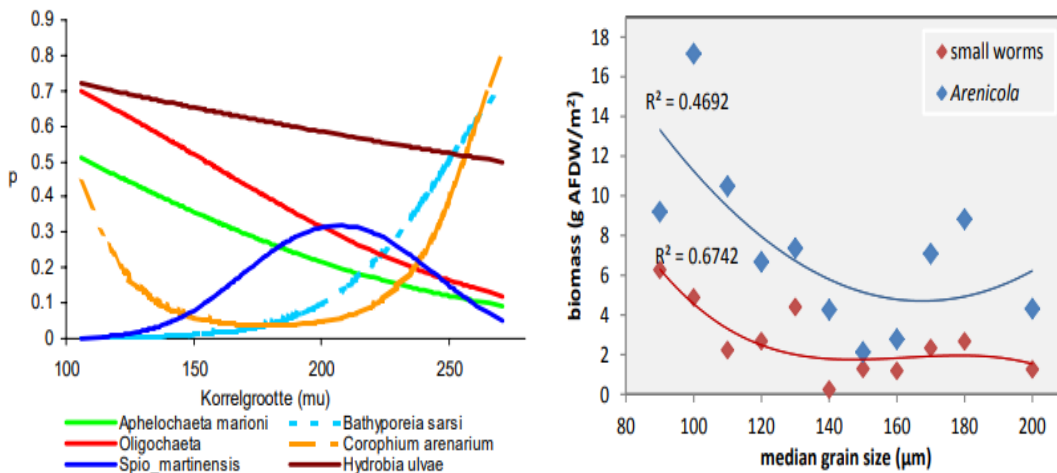 0.9
0.8
0.7
0.6
0.5
0.4
0.3
0.2
0.1
0
p
100 150 200 250
Korrelgrootte (mu)
Aphelochaeta marioni Bathyporeia sarsi
Oligochaeta Corophium arenarium
Spio_martinensis Hydrobia ulvae
18
16
14
12
10
8
6
4
2
0
biomass (g AFDW/m²)
small worms
Arenicola
R² = 0.4692
R² = 0.6742
80 100 120 140 160 180 200
median grain size (µm)